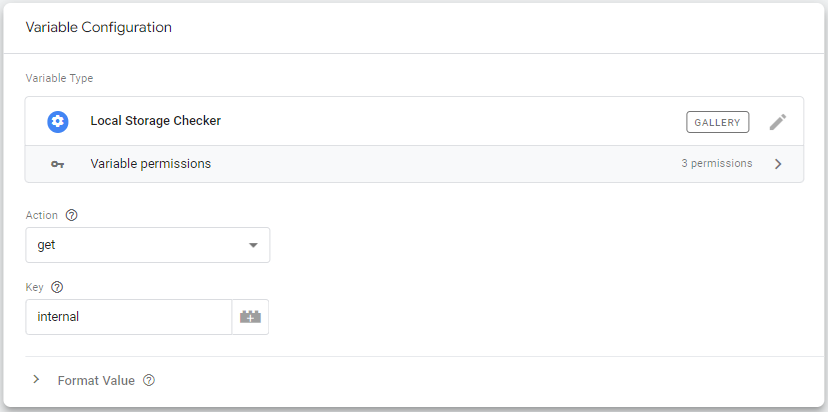 Variable Configuration
Variable Type
Local Storage Checker GALLERY
Variable permissions 3 permissions
Action
get
Key
internal
Format Value